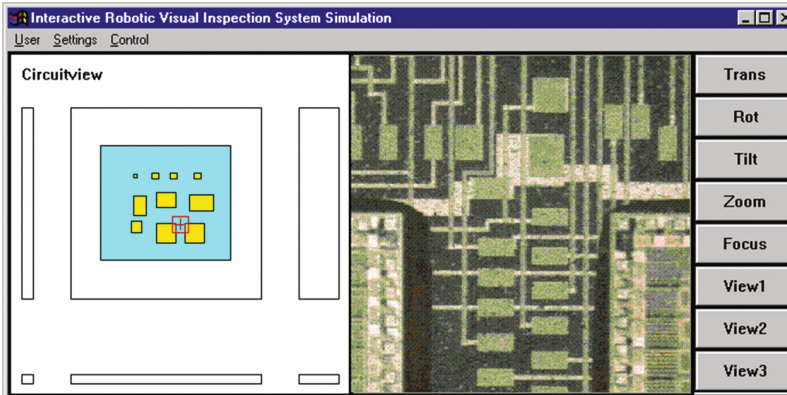 Interactive Robotic Visual Inspection System Simulation
User Settings Control
Circuitview
Trans
Rot
Tilt
Zoom
Focus
View1
View2
View3